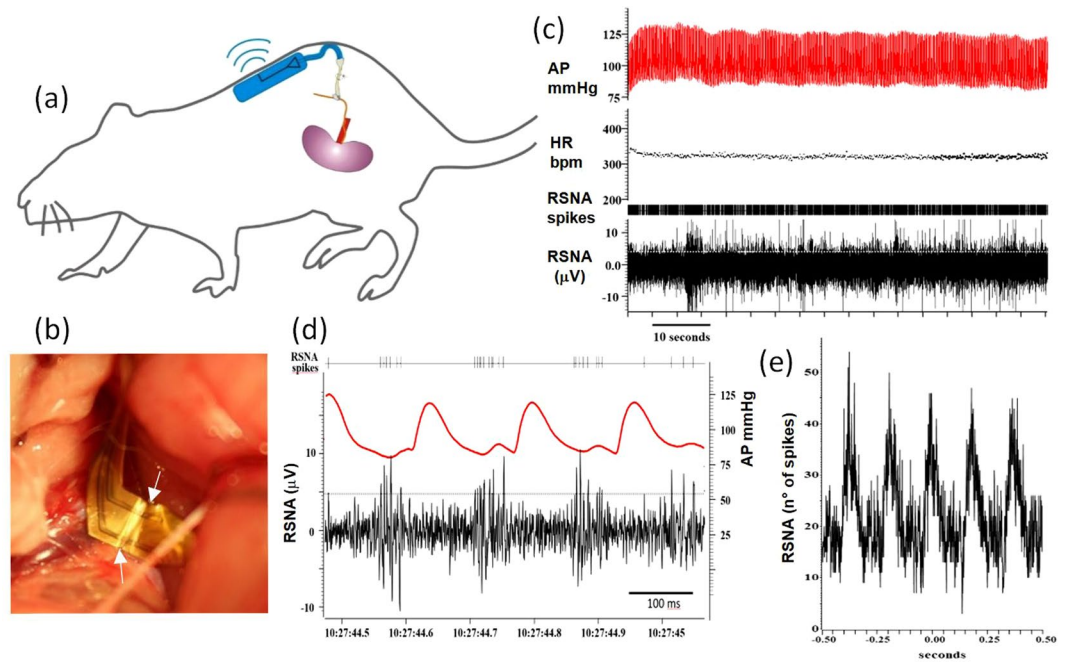 (a)
(b)
(c)
125
100
75
AP
mmHg
400
300
200
HR
bpm
RSNA
spikes
10
0.0
-10
RSNA
(μV)
10 seconds
(d)
RSNA
spikes
10
0
-10
RSNA (μV)
125
100
75
50
25
AP mmHg
100 ms
10:27:44.5 10:27:44.6 10:27:44.7 10:27:44.8 10:27:44.9 10:27:45
(e)
50
40
30
20
10
0
RSNA (n° of spikes)
-0.50 -0.25 0.00 0.25 0.50
seconds